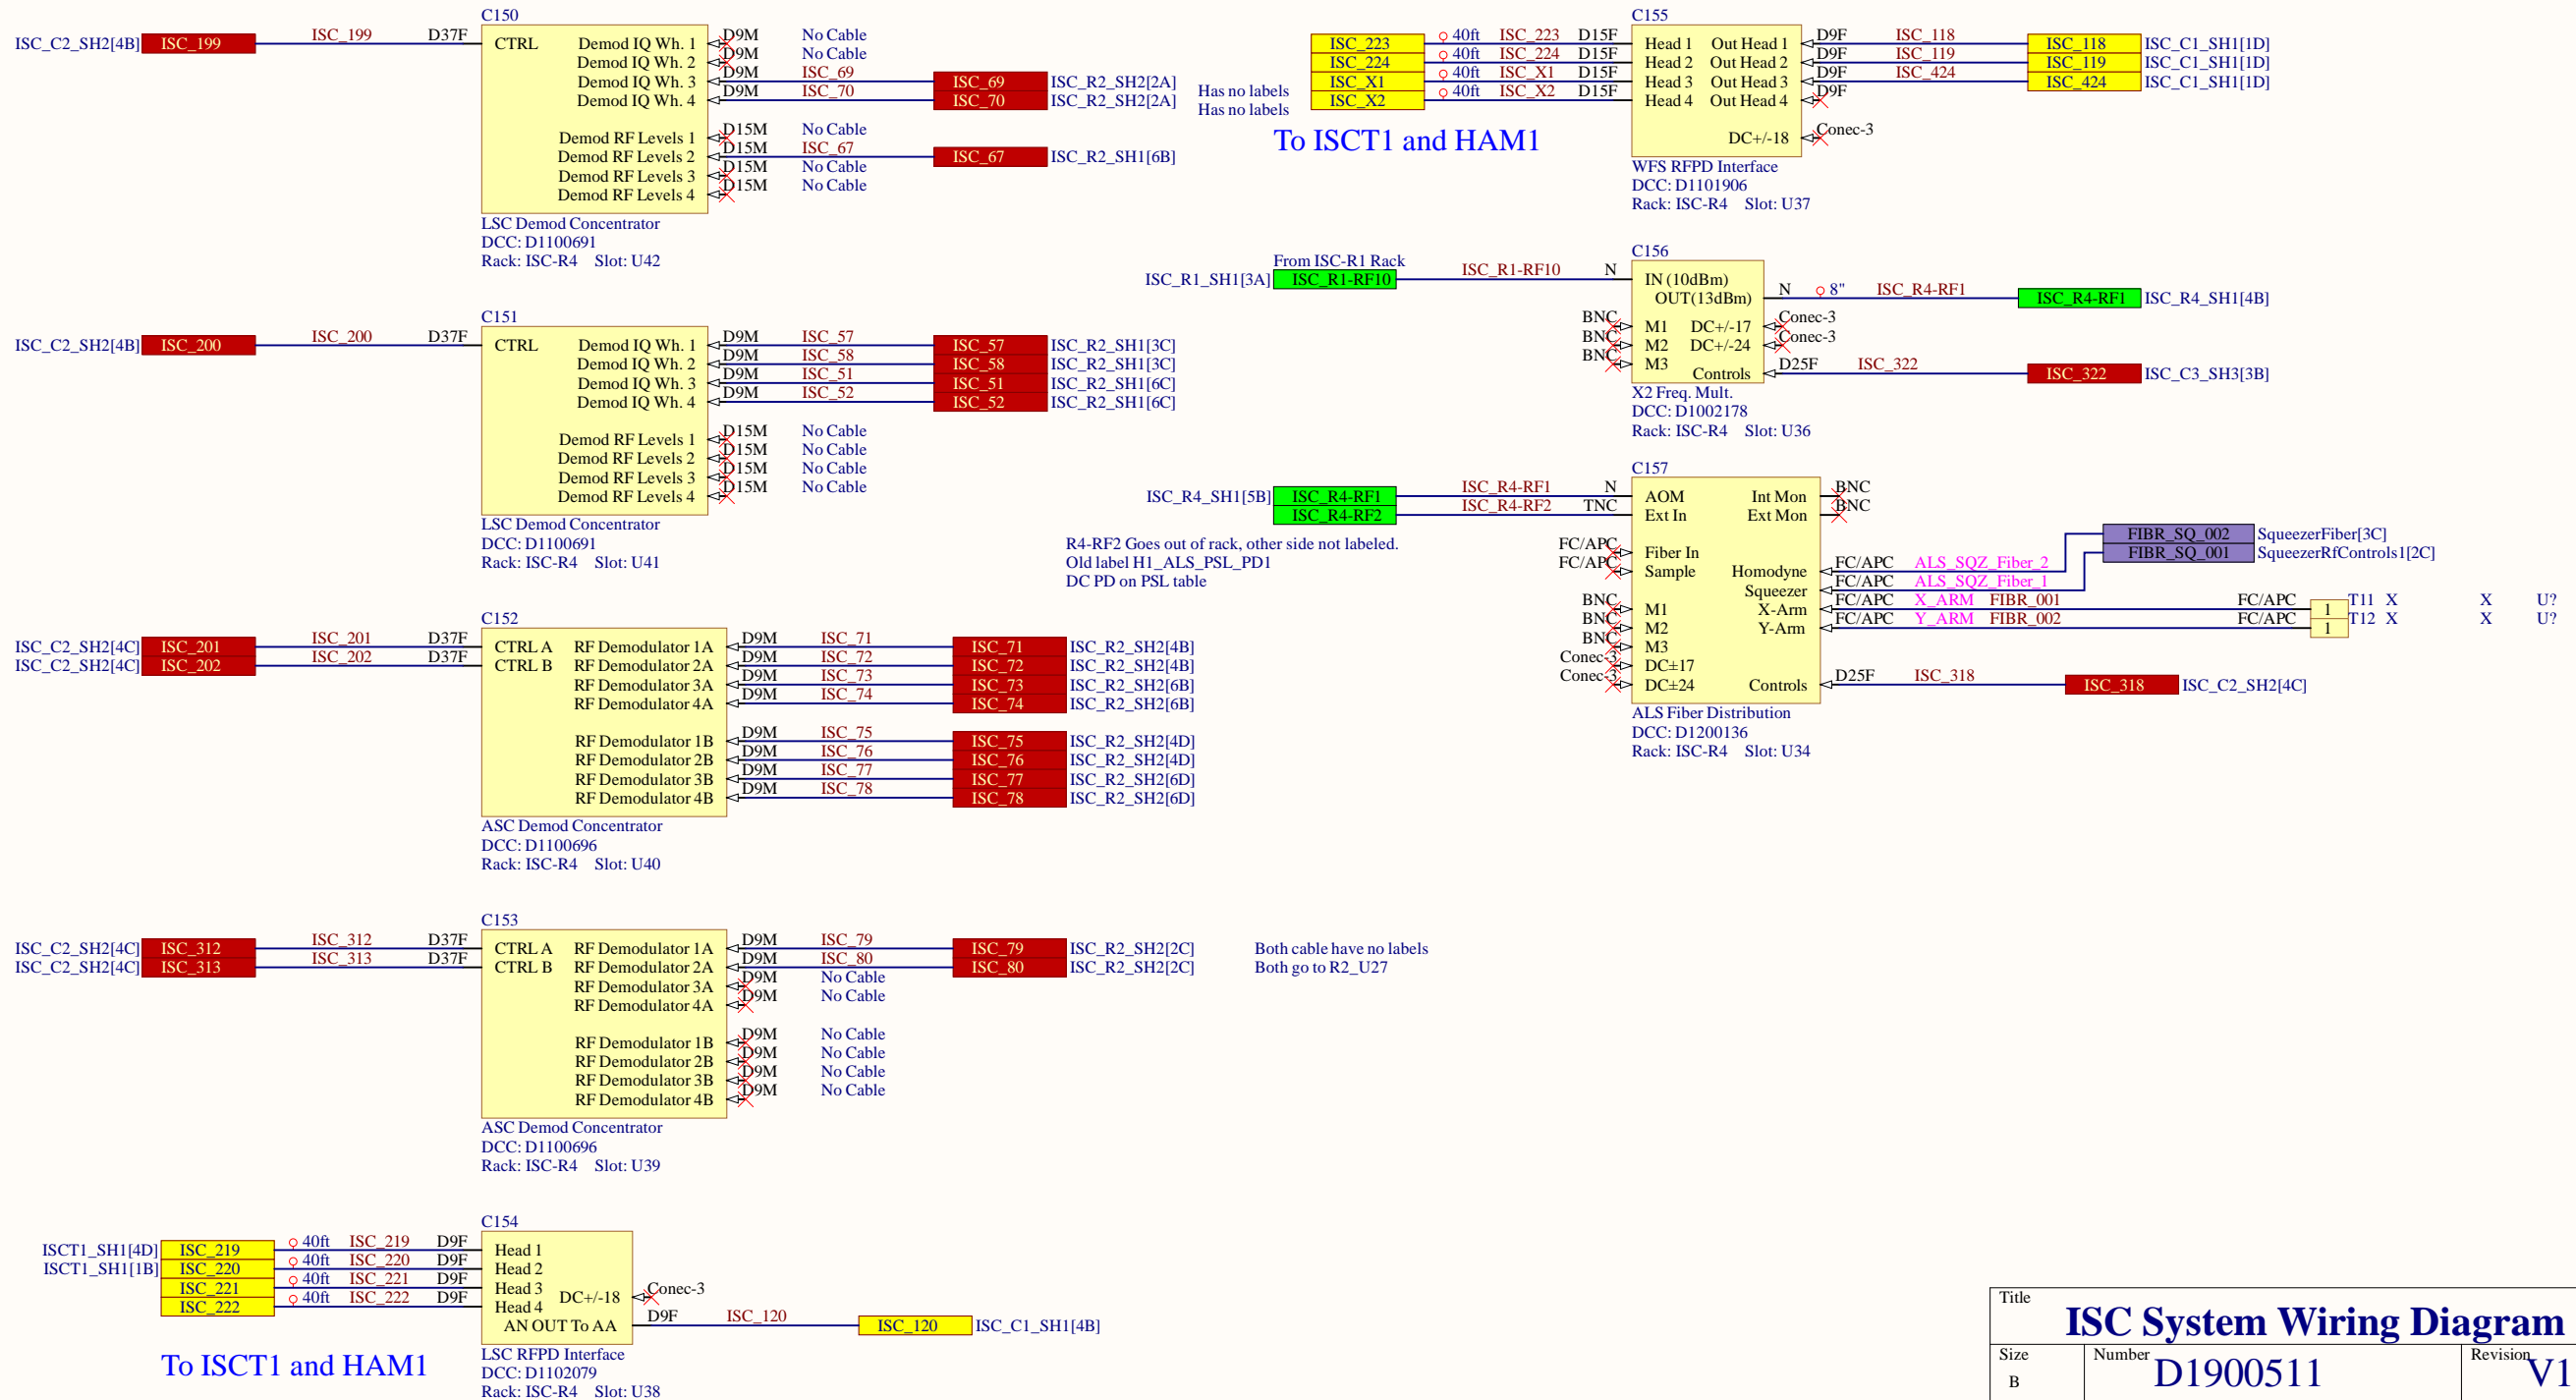 C150
ISC_C2_SH2[4B] ISC_199 ISC_199 D37F CTRL
Demod IQ Wh. 1 D9M No Cable
Demod IQ Wh. 2 D9M No Cable
Demod IQ Wh. 3 D9M ISC_69 ISC_69 ISC_R2_SH2[2A]
Demod IQ Wh. 4 D9M ISC_70 ISC_70 ISC_R2_SH2[2A]
Demod RF Levels 1 D15M No Cable
Demod RF Levels 2 D15M ISC_67 ISC_67 ISC_R2_SH1[6B]
Demod RF Levels 3 D15M No Cable
Demod RF Levels 4 D15M No Cable
LSC Demod Concentrator
DCC: D1100691
Rack: ISC-R4 Slot: U42
C151
ISC_C2_SH2[4B] ISC_200 ISC_200 D37F CTRL
Demod IQ Wh. 1 D9M ISC_57 ISC_57 ISC_R2_SH1[3C]
Demod IQ Wh. 2 D9M ISC_58 ISC_58 ISC_R2_SH1[3C]
Demod IQ Wh. 3 D9M ISC_51 ISC_51 ISC_R2_SH1[6C]
Demod IQ Wh. 4 D9M ISC_52 ISC_52 ISC_R2_SH1[6C]
Demod RF Levels 1 D15M No Cable
Demod RF Levels 2 D15M No Cable
Demod RF Levels 3 D15M No Cable
Demod RF Levels 4 D15M No Cable
LSC Demod Concentrator
DCC: D1100691
Rack: ISC-R4 Slot: U41
C152
ISC_C2_SH2[4C] ISC_201 ISC_201 D37F CTRL A
ISC_C2_SH2[4C] ISC_202 ISC_202 D37F CTRL B
RF Demodulator 1A D9M ISC_71 ISC_71 ISC_R2_SH2[4B]
RF Demodulator 2A D9M ISC_72 ISC_72 ISC_R2_SH2[4B]
RF Demodulator 3A D9M ISC_73 ISC_73 ISC_R2_SH2[6B]
RF Demodulator 4A D9M ISC_74 ISC_74 ISC_R2_SH2[6B]
RF Demodulator 1B D9M ISC_75 ISC_75 ISC_R2_SH2[4D]
RF Demodulator 2B D9M ISC_76 ISC_76 ISC_R2_SH2[4D]
RF Demodulator 3B D9M ISC_77 ISC_77 ISC_R2_SH2[6D]
RF Demodulator 4B D9M ISC_78 ISC_78 ISC_R2_SH2[6D]
ASC Demod Concentrator
DCC: D1100696
Rack: ISC-R4 Slot: U40
C153
ISC_C2_SH2[4C] ISC_312 ISC_312 D37F CTRL A
ISC_C2_SH2[4C] ISC_313 ISC_313 D37F CTRL B
RF Demodulator 1A D9M ISC_79 ISC_79 ISC_R2_SH2[2C] Both cable have no labels
RF Demodulator 2A D9M ISC_80 ISC_80 ISC_R2_SH2[2C] Both go to R2_U27
RF Demodulator 3A D9M No Cable
RF Demodulator 4A D9M No Cable
RF Demodulator 1B D9M No Cable
RF Demodulator 2B D9M No Cable
RF Demodulator 3B D9M No Cable
RF Demodulator 4B D9M No Cable
ASC Demod Concentrator
DCC: D1100696
Rack: ISC-R4 Slot: U39
C154
ISCT1_SH1[4D] ISC_219 40ft ISC_219 D9F Head 1
ISCT1_SH1[1B] ISC_220 40ft ISC_220 D9F Head 2
ISC_221 40ft ISC_221 D9F Head 3
ISC_222 40ft ISC_222 D9F Head 4
DC+/-18 Conec-3
AN OUT To AA D9F ISC_120 ISC_120 ISC_C1_SH1[4B]
To ISCT1 and HAM1
LSC RFPD Interface
DCC: D1102079
Rack: ISC-R4 Slot: U38
C155
ISC_223 40ft ISC_223 D15F Head 1 Out Head 1 D9F ISC_118 ISC_118 ISC_C1_SH1[1D]
ISC_224 40ft ISC_224 D15F Head 2 Out Head 2 D9F ISC_119 ISC_119 ISC_C1_SH1[1D]
Has no labels ISC_X1 40ft ISC_X1 D15F Head 3 Out Head 3 D9F ISC_424 ISC_424 ISC_C1_SH1[1D]
Has no labels ISC_X2 40ft ISC_X2 D15F Head 4 Out Head 4 D9F
DC+/-18 Conec-3
To ISCT1 and HAM1
WFS RFPD Interface
DCC: D1101906
Rack: ISC-R4 Slot: U37
C156
From ISC-R1 Rack
ISC_R1_SH1[3A] ISC_R1-RF10 ISC_R1-RF10 N IN (10dBm)
OUT(13dBm) N 8" ISC_R4-RF1 ISC_R4-RF1 ISC_R4_SH1[4B]
BNC M1 DC+/-17 Conec-3
BNC M2 DC+/-24 Conec-3
BNC M3
Controls D25F ISC_322 ISC_322 ISC_C3_SH3[3B]
X2 Freq. Mult.
DCC: D1002178
Rack: ISC-R4 Slot: U36
C157
ISC_R4_SH1[5B] ISC_R4-RF1 ISC_R4-RF1 N AOM Int Mon BNC
ISC_R4-RF2 ISC_R4-RF2 TNC Ext In Ext Mon BNC
R4-RF2 Goes out of rack, other side not labeled.
Old label H1_ALS_PSL_PD1
DC PD on PSL table
FC/APC Fiber In
FC/APC Sample
Homodyne FC/APC ALS_SQZ_Fiber_2 FIBR_SQ_002 SqueezerFiber[3C]
Squeezer FC/APC ALS_SQZ_Fiber_1 FIBR_SQ_001 SqueezerRfControls1[2C]
BNC M1 X-Arm FC/APC X_ARM FIBR_001 FC/APC 1 T11 X X U?
BNC M2 Y-Arm FC/APC Y_ARM FIBR_002 FC/APC 1 T12 X X U?
BNC M3
Conec-3 DC±17
Conec-3 DC±24
Controls D25F ISC_318 ISC_318 ISC_C2_SH2[4C]
ALS Fiber Distribution
DCC: D1200136
Rack: ISC-R4 Slot: U34
Title
ISC System Wiring Diagram
Size B Number D1900511 Revision V1